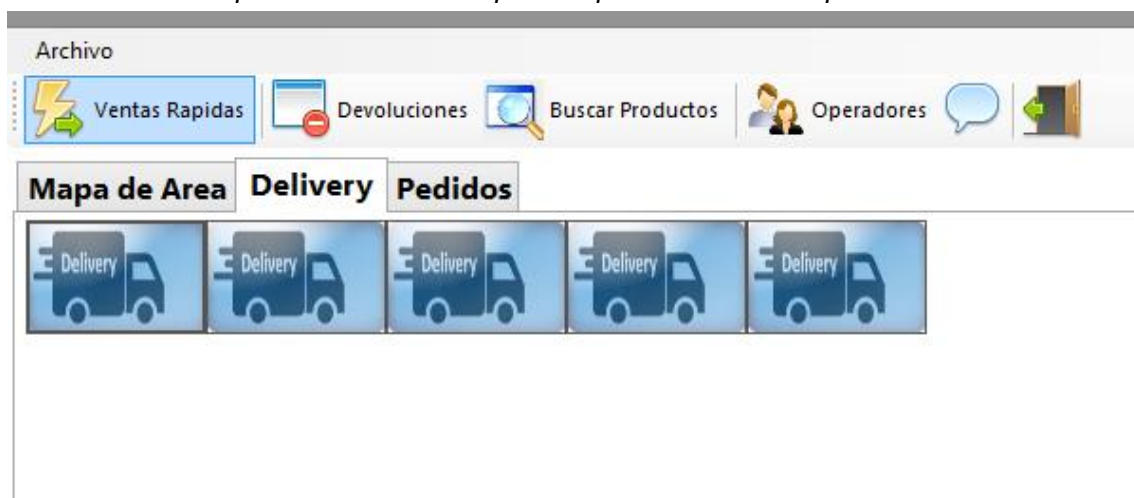 Archivo
Ventas Rapidas Devoluciones Buscar Productos Operadores
Mapa de Area Delivery Pedidos
Delivery Delivery Delivery Delivery Delivery